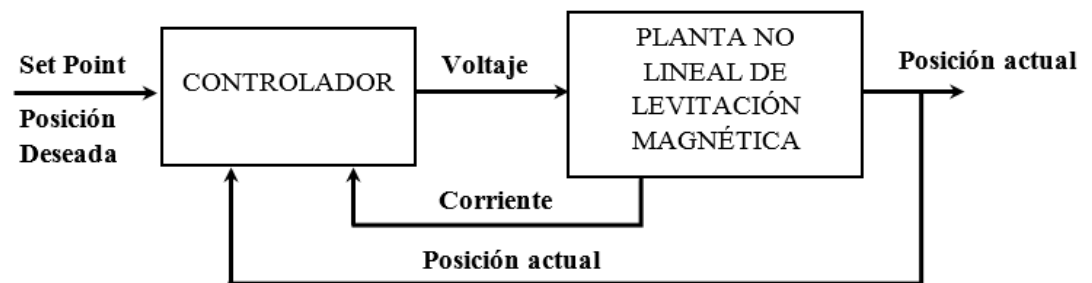 Set Point
Posición
Deseada
CONTROLADOR
Voltaje
PLANTA NO
LINEAL DE
LEVITACIÓN
MAGNÉTICA
Posición actual
Corriente
Posición actual